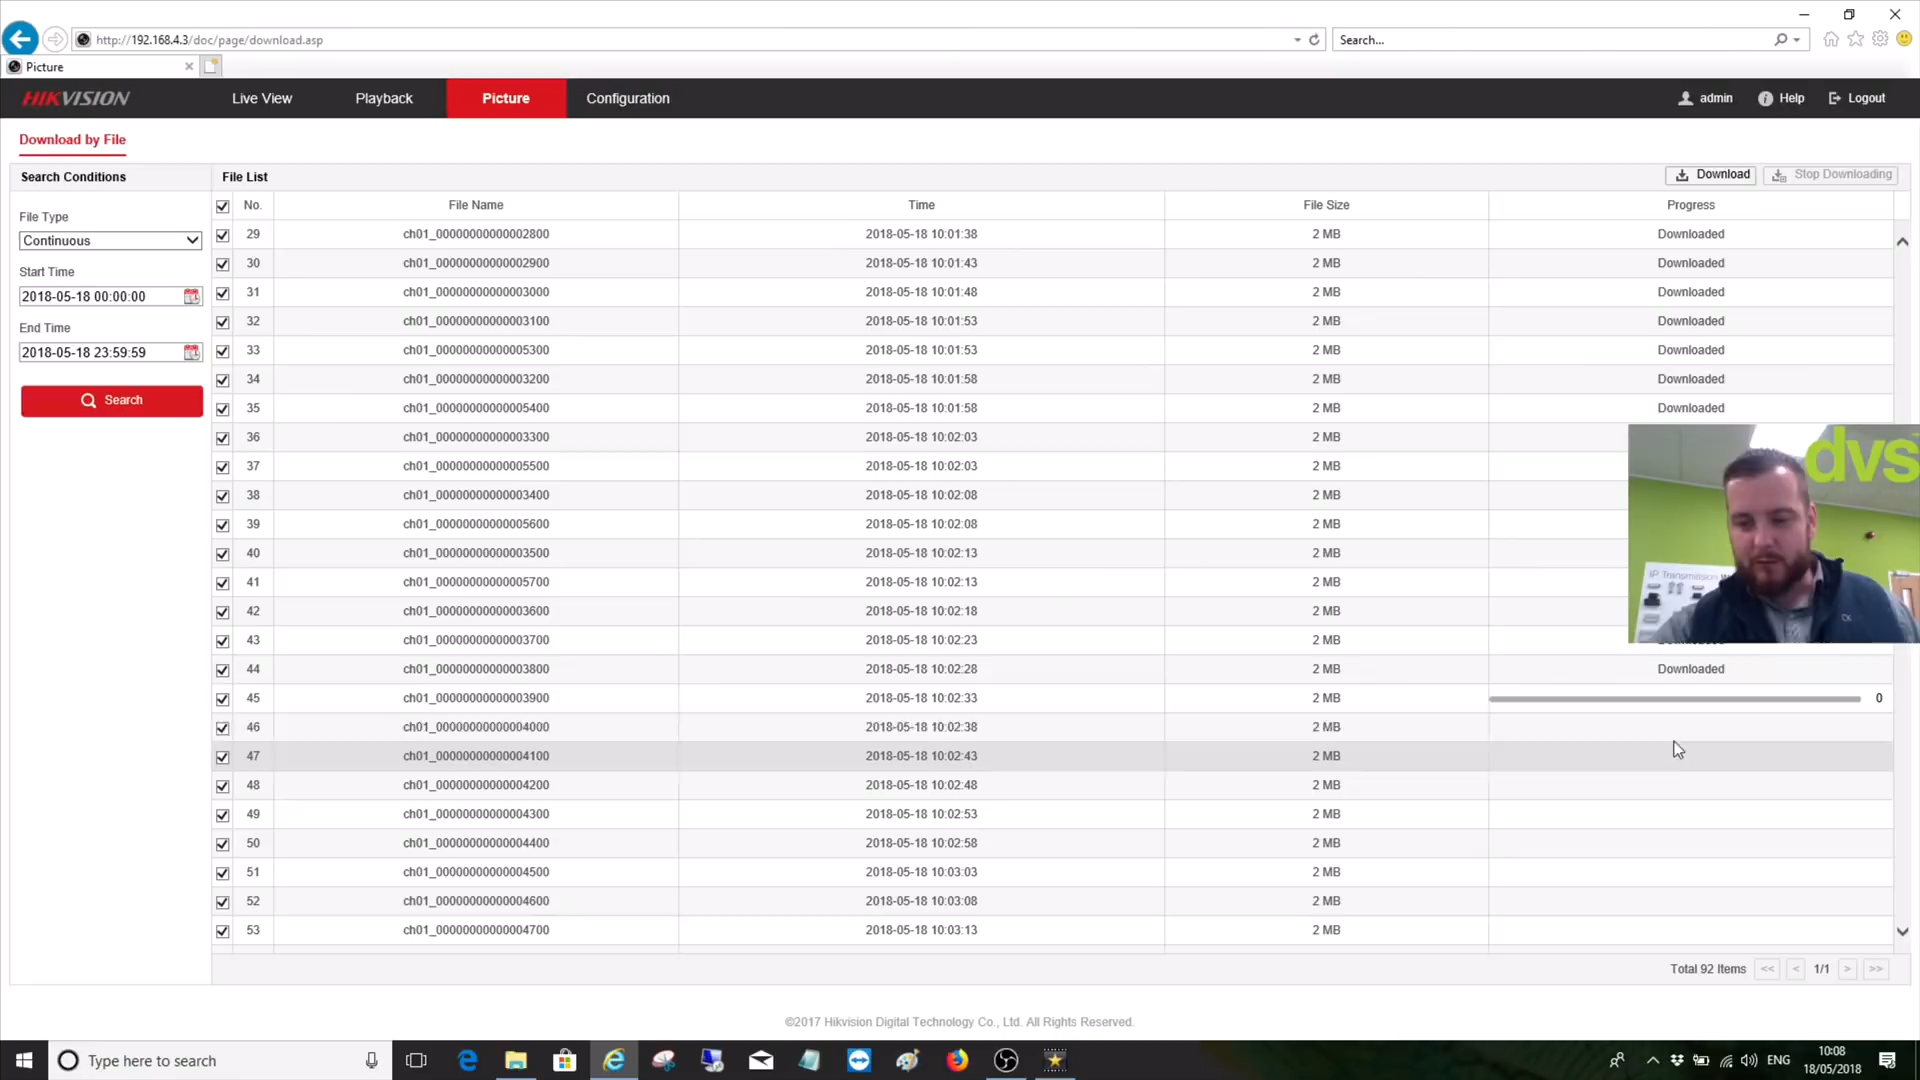 http://192.168.4.3/doc/page/download.asp
Search...
Picture
HIKVISION
Live View
Playback
Picture
Configuration
admin
Help
Logout
Download by File
Search Conditions
File List
Download
Stop Downloading
File Type
Continuous
Start Time
2018-05-18 00:00:00
End Time
2018-05-18 23:59:59
Search
No. File Name Time File Size Progress
29 ch01_00000000000002800 2018-05-18 10:01:38 2 MB Downloaded
30 ch01_00000000000002900 2018-05-18 10:01:43 2 MB Downloaded
31 ch01_00000000000003000 2018-05-18 10:01:48 2 MB Downloaded
32 ch01_00000000000003100 2018-05-18 10:01:53 2 MB Downloaded
33 ch01_00000000000005300 2018-05-18 10:01:53 2 MB Downloaded
34 ch01_00000000000003200 2018-05-18 10:01:58 2 MB Downloaded
35 ch01_00000000000005400 2018-05-18 10:01:58 2 MB Downloaded
36 ch01_00000000000003300 2018-05-18 10:02:03 2 MB
37 ch01_00000000000005500 2018-05-18 10:02:03 2 MB
38 ch01_00000000000003400 2018-05-18 10:02:08 2 MB
39 ch01_00000000000005600 2018-05-18 10:02:08 2 MB
40 ch01_00000000000003500 2018-05-18 10:02:13 2 MB
41 ch01_00000000000005700 2018-05-18 10:02:13 2 MB
42 ch01_00000000000003600 2018-05-18 10:02:18 2 MB
43 ch01_00000000000003700 2018-05-18 10:02:23 2 MB
44 ch01_00000000000003800 2018-05-18 10:02:28 2 MB Downloaded
45 ch01_00000000000003900 2018-05-18 10:02:33 2 MB 0
46 ch01_00000000000004000 2018-05-18 10:02:38 2 MB
47 ch01_00000000000004100 2018-05-18 10:02:43 2 MB
48 ch01_00000000000004200 2018-05-18 10:02:48 2 MB
49 ch01_00000000000004300 2018-05-18 10:02:53 2 MB
50 ch01_00000000000004400 2018-05-18 10:02:58 2 MB
51 ch01_00000000000004500 2018-05-18 10:03:03 2 MB
52 ch01_00000000000004600 2018-05-18 10:03:08 2 MB
53 ch01_00000000000004700 2018-05-18 10:03:13 2 MB
dvs
IP Transmission
Total 92 Items << < 1/1 > >>
©2017 Hikvision Digital Technology Co., Ltd. All Rights Reserved.
Type here to search
ENG
10:08
18/05/2018